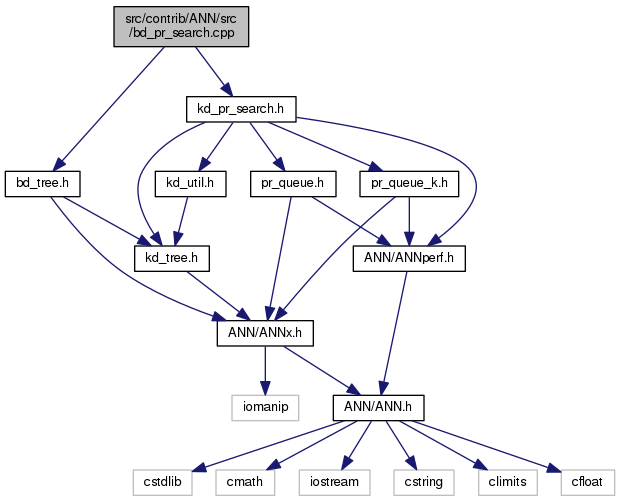 src/contrib/ANN/src
/bd_pr_search.cpp
kd_pr_search.h
bd_tree.h
kd_util.h
pr_queue.h
pr_queue_k.h
kd_tree.h
ANN/ANNperf.h
ANN/ANNx.h
iomanip
ANN/ANN.h
cstdlib
cmath
iostream
cstring
climits
cfloat